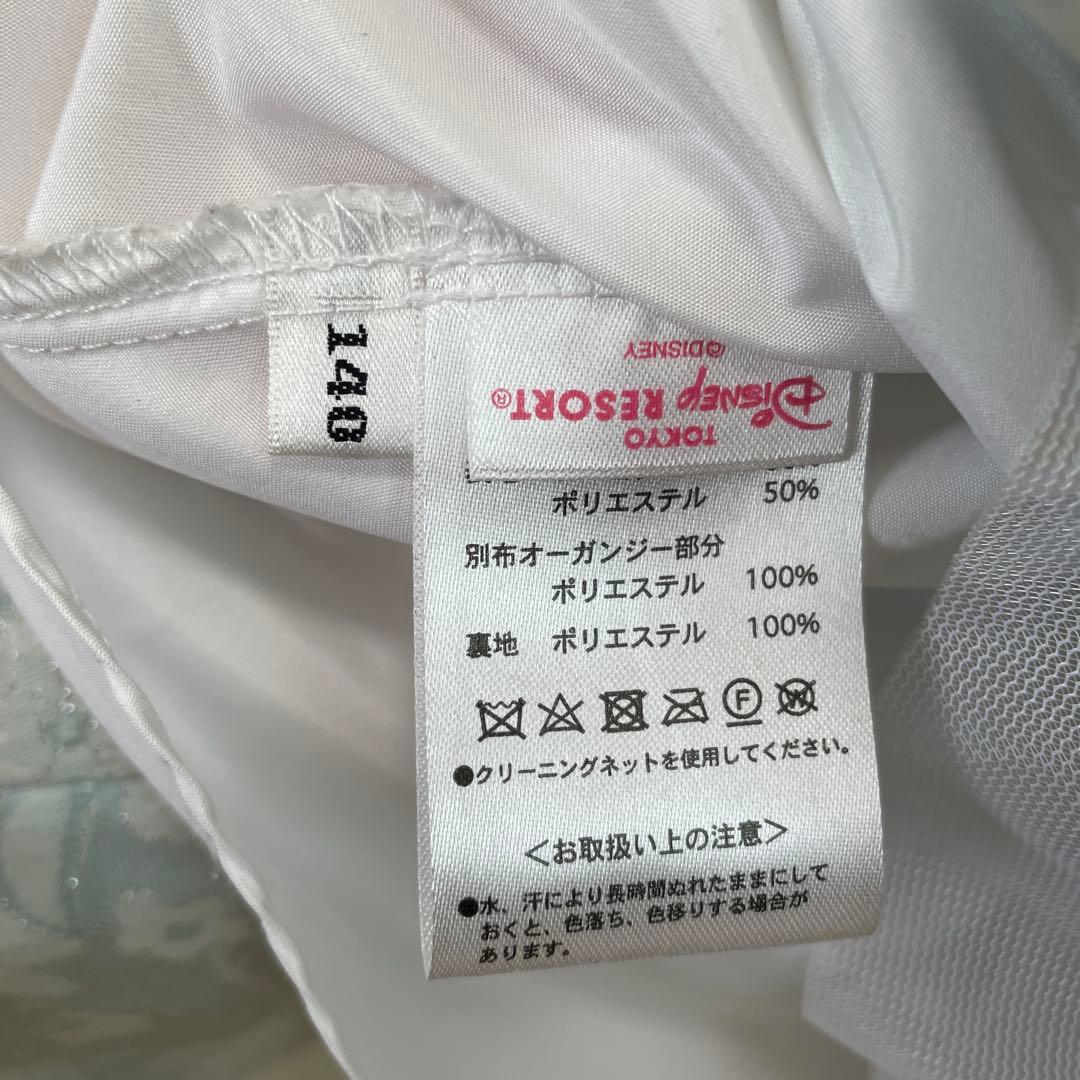 140
TOKYO
Disney RESORT®
©DISNEY
ポリエステル 50%
別布オーガンジー部分
ポリエステル 100%
裏地 ポリエステル 100%
F
W
●クリーニングネットを使用してください。
＜お取扱い上の注意＞
●水、汗により長時間ぬれたままにして
おくと、色落ち、色移りする場合が
あります。